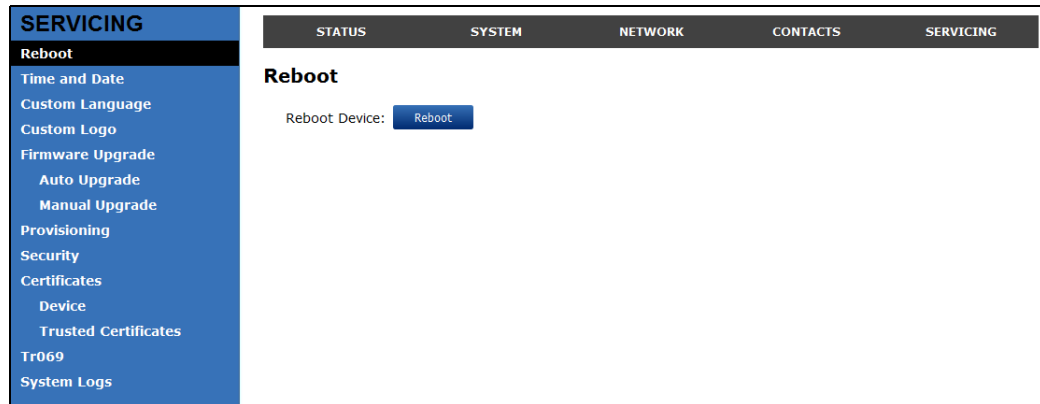 SERVICING
Reboot
Time and Date
Custom Language
Custom Logo
Firmware Upgrade
Auto Upgrade
Manual Upgrade
Provisioning
Security
Certificates
Device
Trusted Certificates
Tr069
System Logs
STATUS SYSTEM NETWORK CONTACTS SERVICING
Reboot
Reboot Device: Reboot